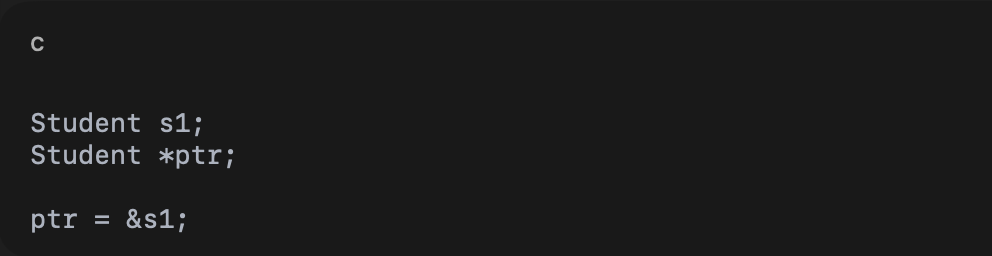 c
Student s1;
Student *ptr;
ptr = &s1;